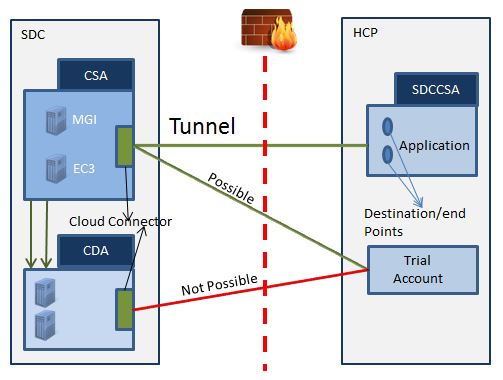 SDC
HCP
CSA
SDCCSA
MGI
Tunnel
Application
EC3
Possible
Cloud Connector
Destination/end
Points
CDA
Trial
Account
Not Possible